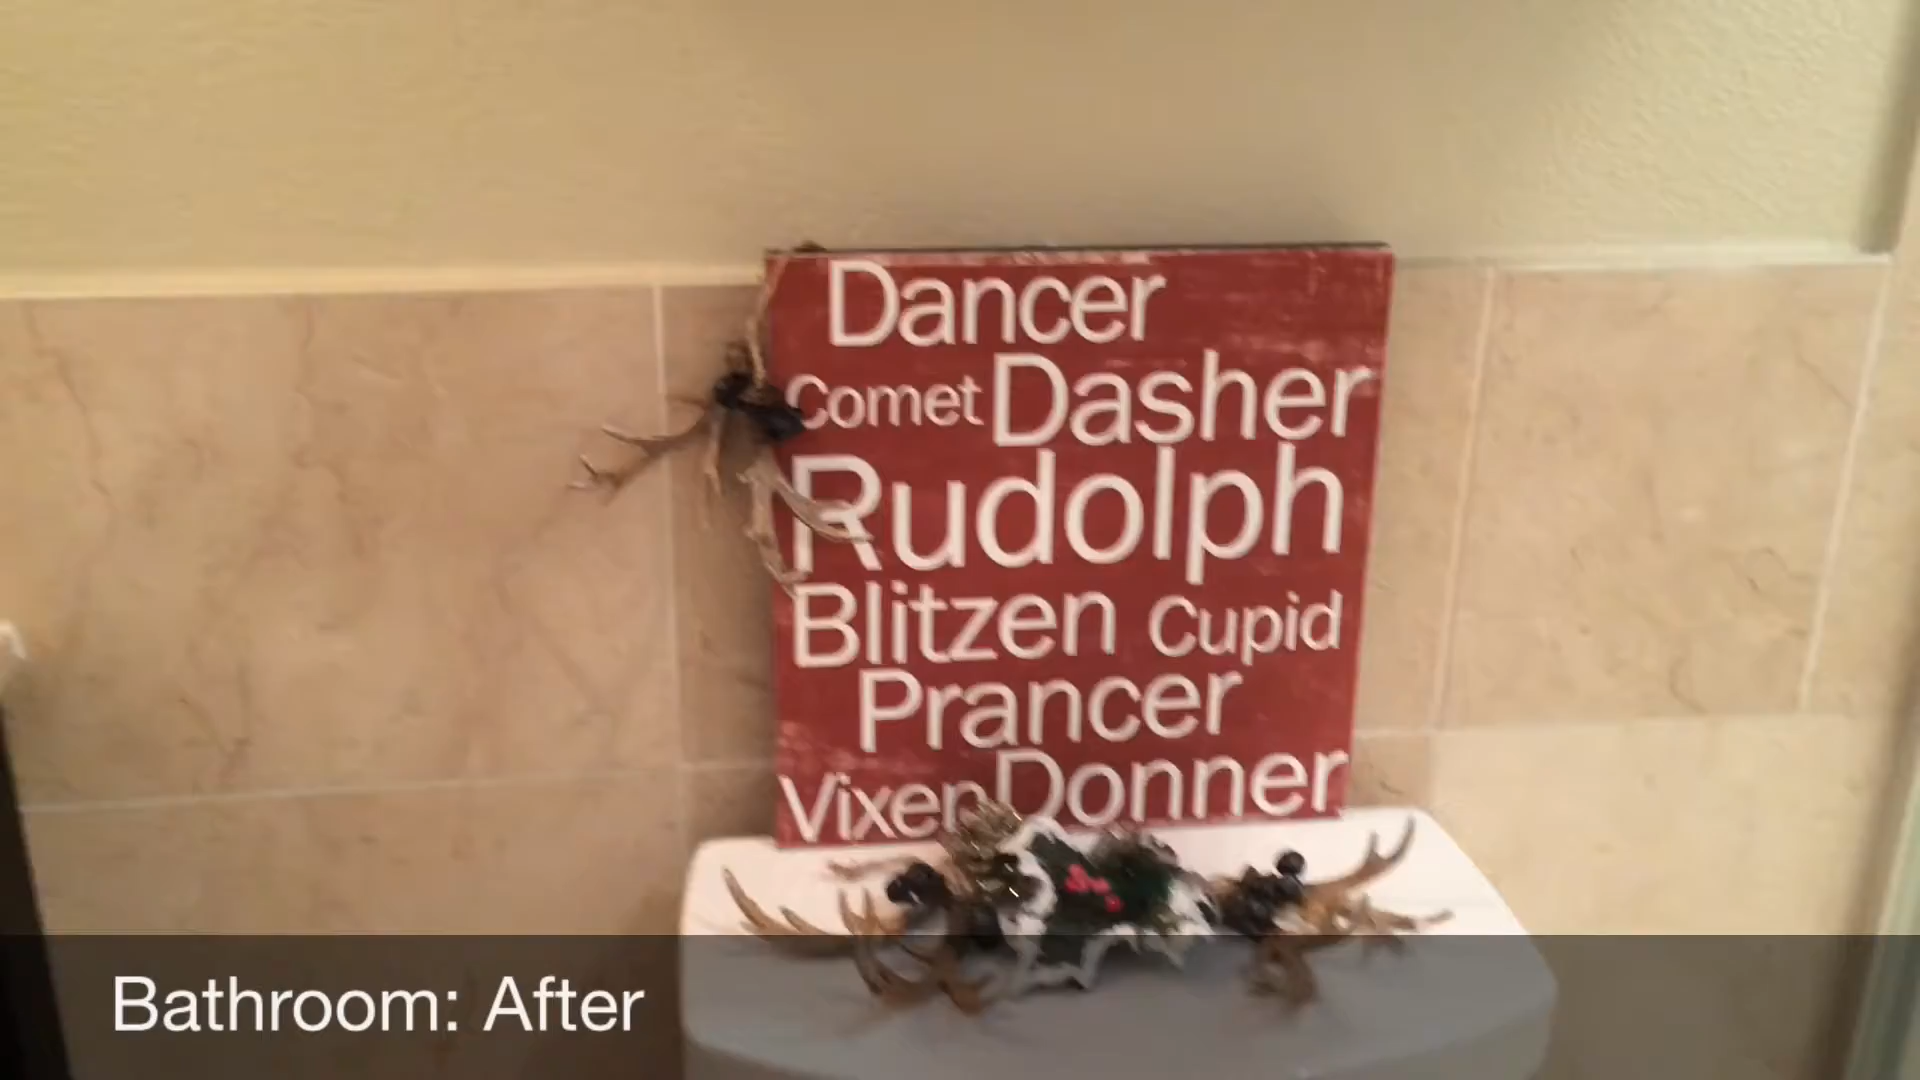 Dancer
Comet Dasher
Rudolph
Blitzen Cupid
Prancer
Vixen Donner
Bathroom: After